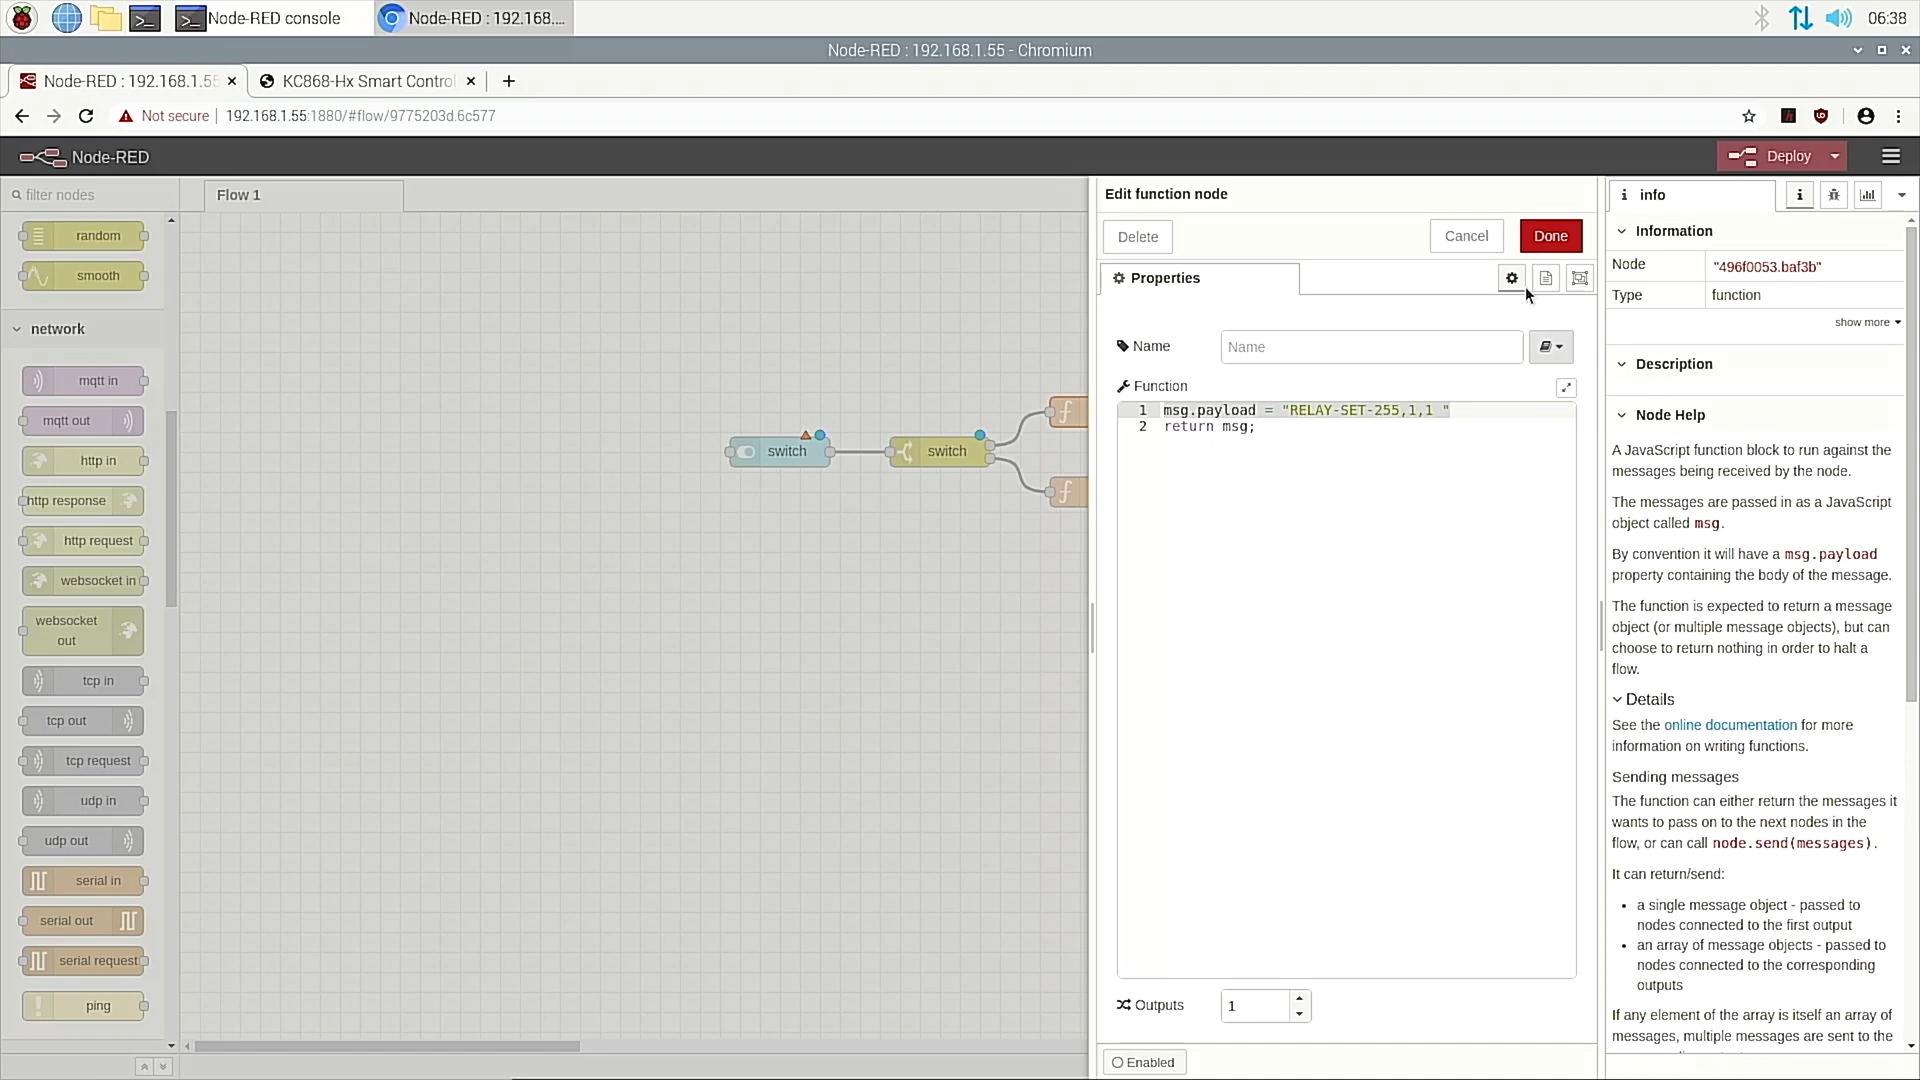 Node-RED console
Node-RED : 192.168....
06:38
Node-RED : 192.168.1.55 - Chromium
Node-RED : 192.168.1.55
KC868-Hx Smart Control
Not secure
192.168.1.55:1880/#flow/9775203d.6c577
Node-RED
Deploy
filter nodes
random
smooth
network
mqtt in
mqtt out
http in
http response
http request
websocket in
websocket
out
tcp in
tcp out
tcp request
udp in
udp out
serial in
serial out
serial request
ping
Flow 1
switch
switch
Edit function node
Delete
Cancel
Done
Properties
Name
Name
Function
1 msg.payload = "RELAY-SET-255,1,1 "
2 return msg;
Outputs
1
Enabled
info
Information
Node "496f0053.baf3b"
Type function
show more
Description
Node Help
A JavaScript function block to run against the
messages being received by the node.
The messages are passed in as a JavaScript
object called msg.
By convention it will have a msg.payload
property containing the body of the message.
The function is expected to return a message
object (or multiple message objects), but can
choose to return nothing in order to halt a
flow.
Details
See the online documentation for more
information on writing functions.
Sending messages
The function can either return the messages it
wants to pass on to the next nodes in the
flow, or can call node.send(messages).
It can return/send:
• a single message object - passed to
nodes connected to the first output
• an array of message objects - passed to
nodes connected to the corresponding
outputs
If any element of the array is itself an array of
messages, multiple messages are sent to the